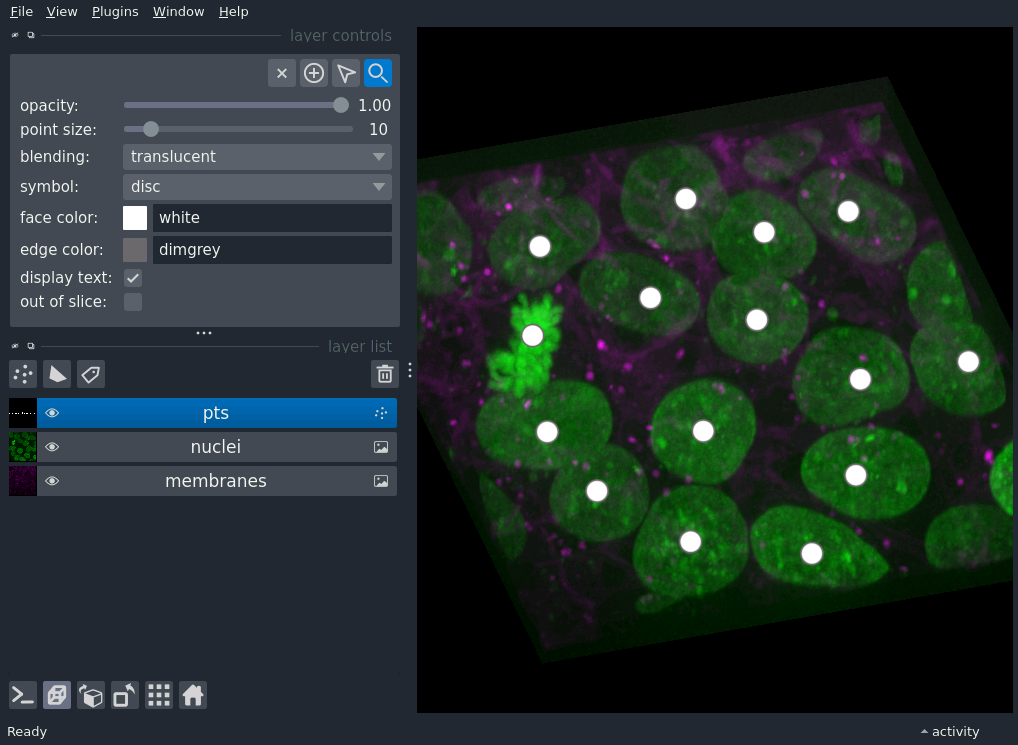 File View Plugins Window Help
layer controls
opacity: 1.00
point size: 10
blending: translucent
symbol: disc
face color: white
edge color: dimgrey
display text:
out of slice:
layer list
pts
nuclei
membranes
Ready activity